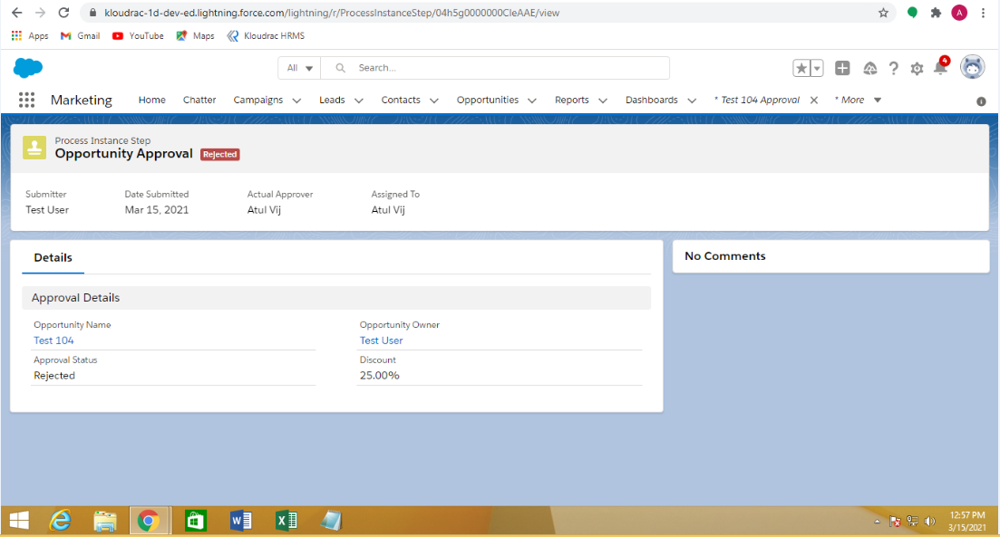 kloudrac-1d-dev-ed.lightning.force.com/lightning/r/ProcessInstanceStep/04h5g0000000CleAAE/view
A
Apps Gmail YouTube Maps Kloudrac HRMS
All Search...
4
Marketing Home Chatter Campaigns Leads Contacts Opportunities Reports Dashboards * Test 104 Approval * More
Process Instance Step
Opportunity Approval Rejected
Submitter Date Submitted Actual Approver Assigned To
Test User Mar 15, 2021 Atul Vij Atul Vij
Details
No Comments
Approval Details
Opportunity Name Opportunity Owner
Test 104 Test User
Approval Status Discount
Rejected 25.00%
12:57 PM
3/15/2021